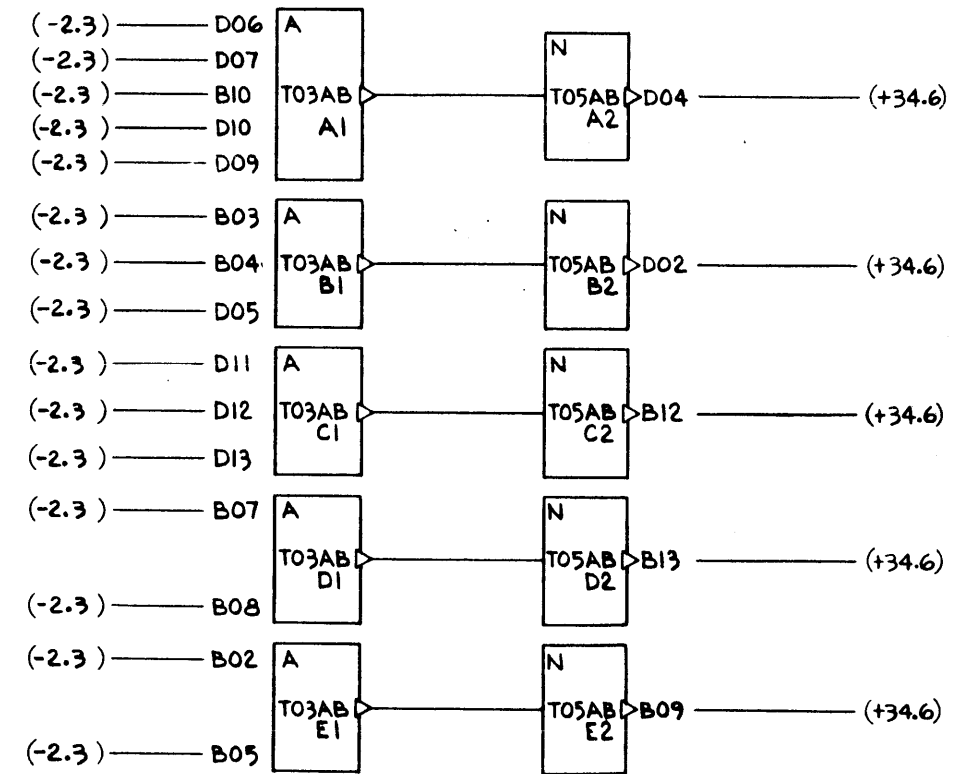 (-2.3) D06 A
(-2.3) D07 N
(-2.3) B10 T03AB T05AB D04 (+34.6)
(-2.3) D10 A1 A2
(-2.3) D09
(-2.3) B03 A N
(-2.3) B04 T03AB T05AB D02 (+34.6)
B1 B2
(-2.3) D05
(-2.3) D11 A N
(-2.3) D12 T03AB T05AB B12 (+34.6)
C1 C2
(-2.3) D13
(-2.3) B07 A N
T03AB T05AB B13 (+34.6)
D1 D2
(-2.3) B08
(-2.3) B02 A N
T03AB T05AB B09 (+34.6)
E1 E2
(-2.3) B05